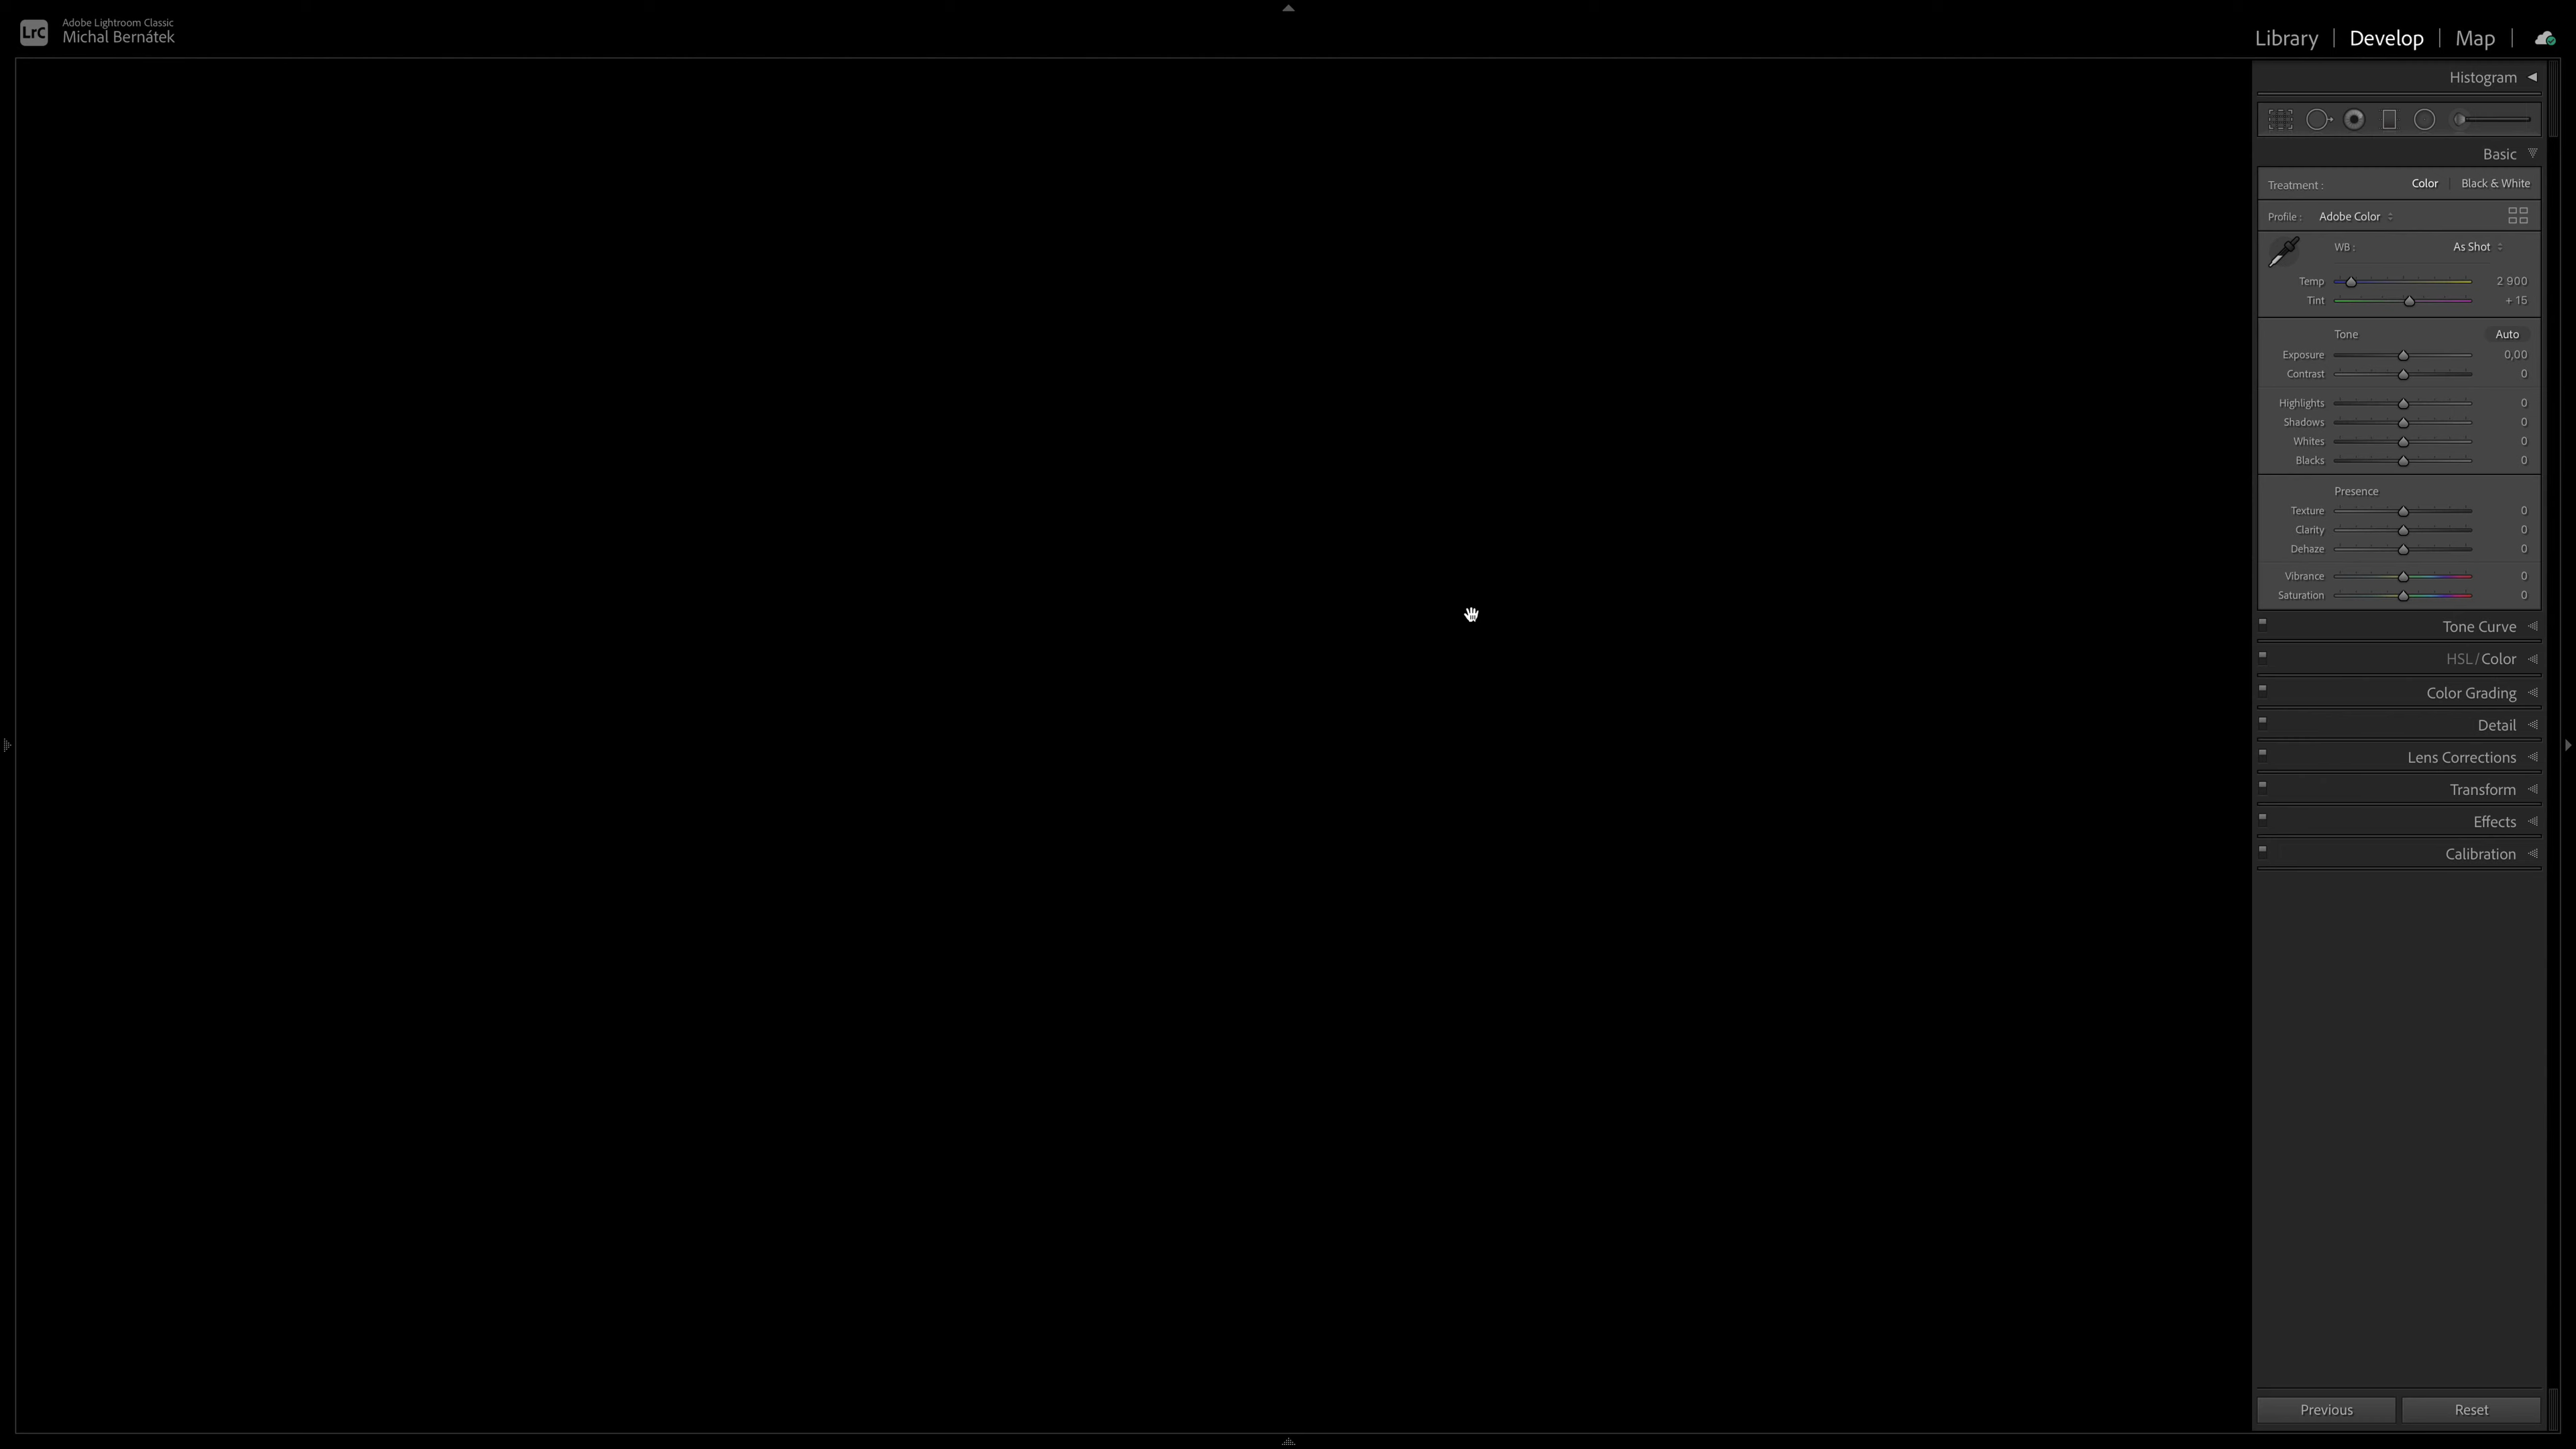 LrC
Adobe Lightroom Classic
Michal Bernátek
Library | Develop | Map |
Histogram
Basic
Treatment : Color Black & White
Profile : Adobe Color
WB : As Shot
Temp 2 900
Tint + 15
Tone Auto
Exposure 0,00
Contrast 0
Highlights 0
Shadows 0
Whites 0
Blacks 0
Presence
Texture 0
Clarity 0
Dehaze 0
Vibrance 0
Saturation 0
Tone Curve
HSL / Color
Color Grading
Detail
Lens Corrections
Transform
Effects
Calibration
Previous Reset